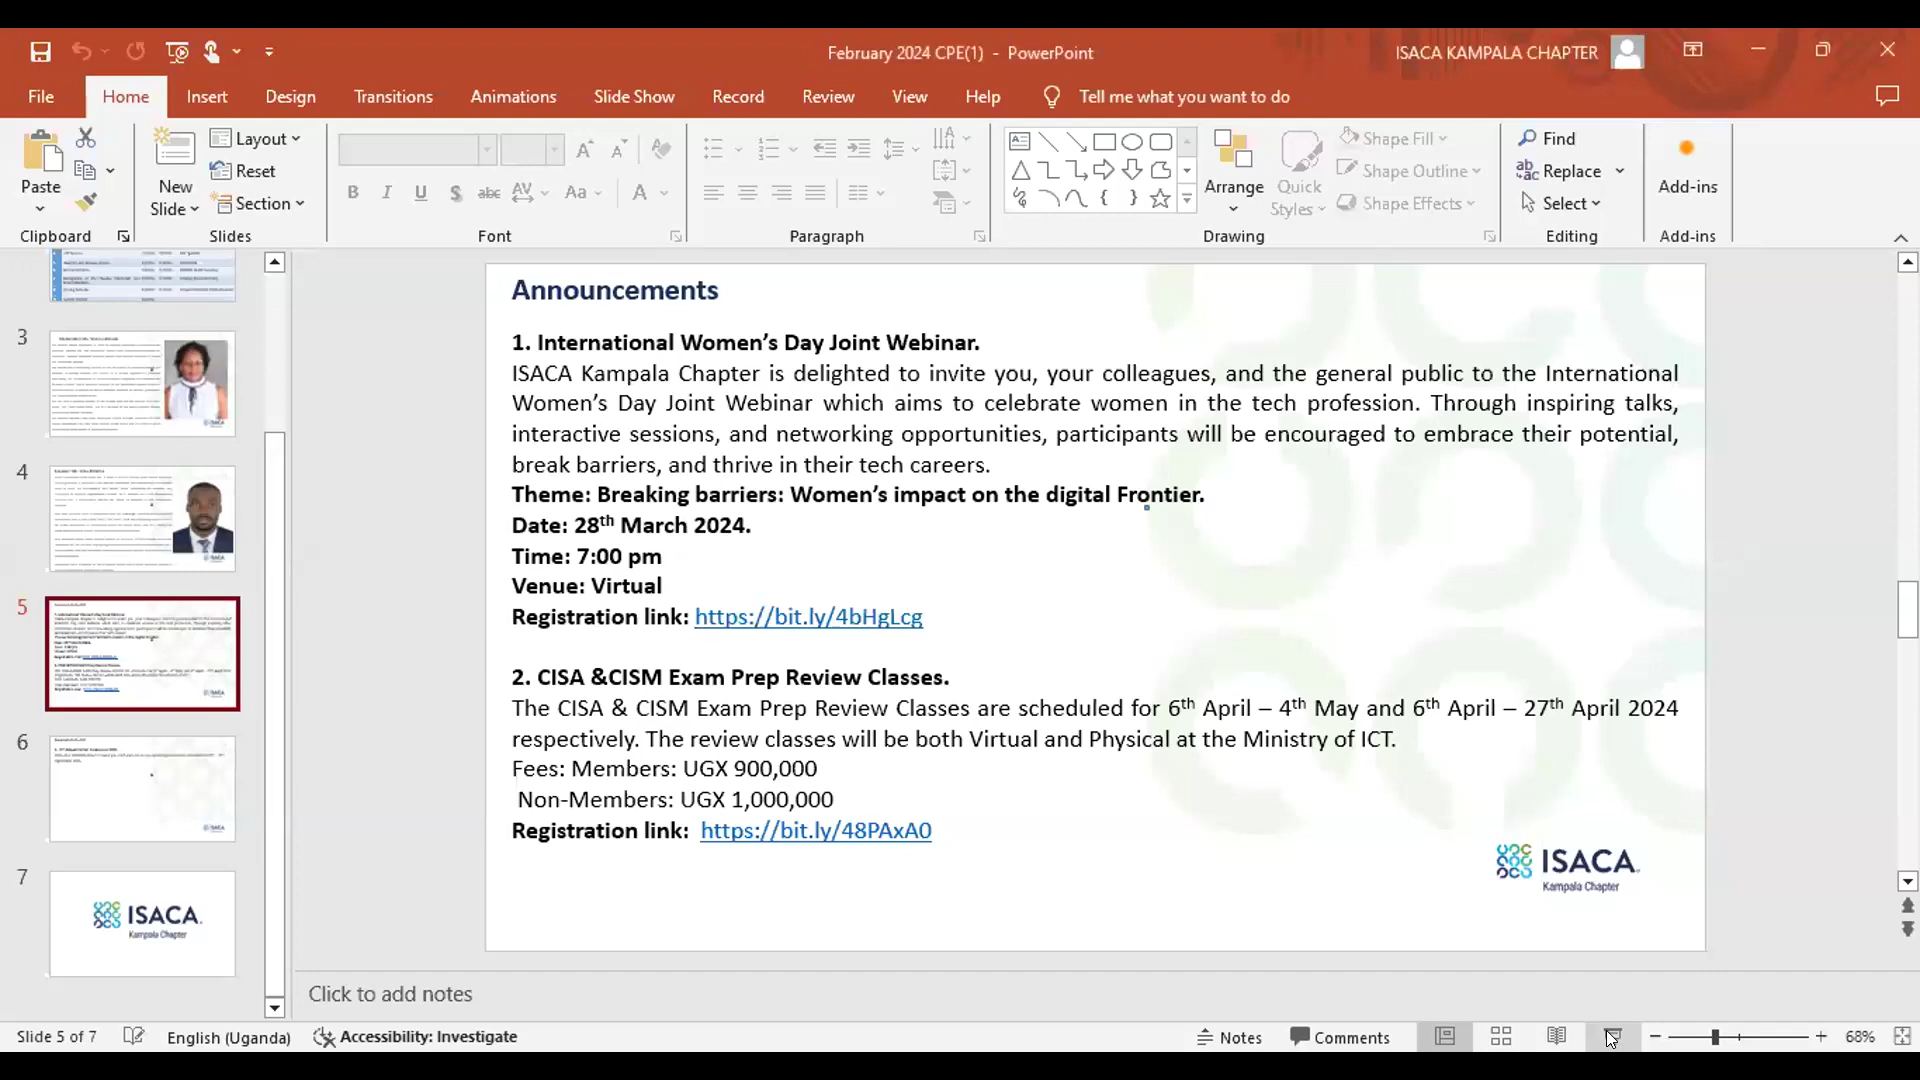 February 2024 CPE(1) - PowerPoint
ISACA KAMPALA CHAPTER
File Home Insert Design Transitions Animations Slide Show Record Review View Help Tell me what you want to do
Paste
Clipboard
New Slide
Layout
Reset
Section
Slides
B I U S abc AV Aa A
Font
Paragraph
Arrange
Quick Styles
Shape Fill
Shape Outline
Shape Effects
Drawing
Find
Replace
Select
Editing
Add-ins
Add-ins
3
4
5
6
7
ISACA.
Kampala Chapter
Announcements
1. International Women’s Day Joint Webinar.
ISACA Kampala Chapter is delighted to invite you, your colleagues, and the general public to the International
Women’s Day Joint Webinar which aims to celebrate women in the tech profession. Through inspiring talks,
interactive sessions, and networking opportunities, participants will be encouraged to embrace their potential,
break barriers, and thrive in their tech careers.
Theme: Breaking barriers: Women’s impact on the digital Frontier.
Date: 28th March 2024.
Time: 7:00 pm
Venue: Virtual
Registration link: https://bit.ly/4bHgLcg
2. CISA &CISM Exam Prep Review Classes.
The CISA & CISM Exam Prep Review Classes are scheduled for 6th April – 4th May and 6th April – 27th April 2024
respectively. The review classes will be both Virtual and Physical at the Ministry of ICT.
Fees: Members: UGX 900,000
Non-Members: UGX 1,000,000
Registration link: https://bit.ly/48PAxA0
ISACA.
Kampala Chapter
Click to add notes
Slide 5 of 7 English (Uganda) Accessibility: Investigate Notes Comments 68%